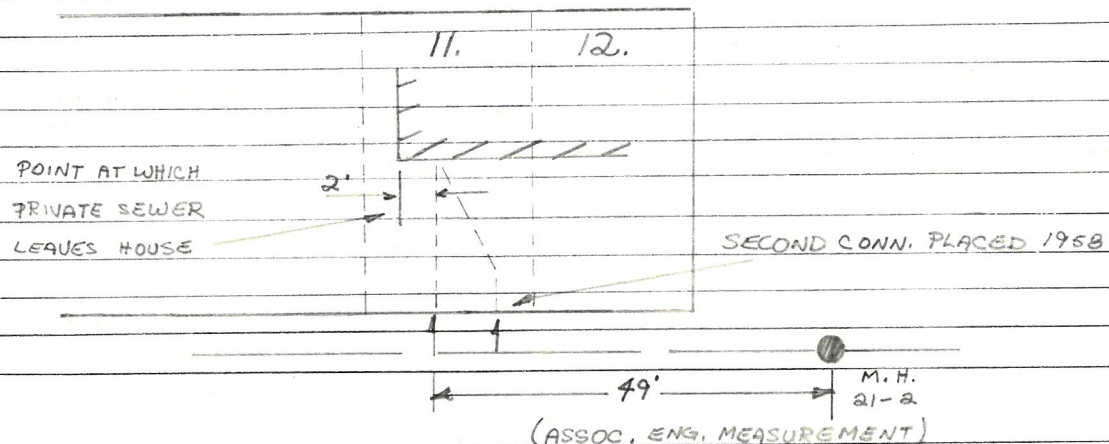 11. 12.
POINT AT WHICH
PRIVATE SEWER
LEAVES HOUSE
2'
SECOND CONN. PLACED 1958
49'
M.H.
21-2
(ASSOC. ENG. MEASUREMENT)